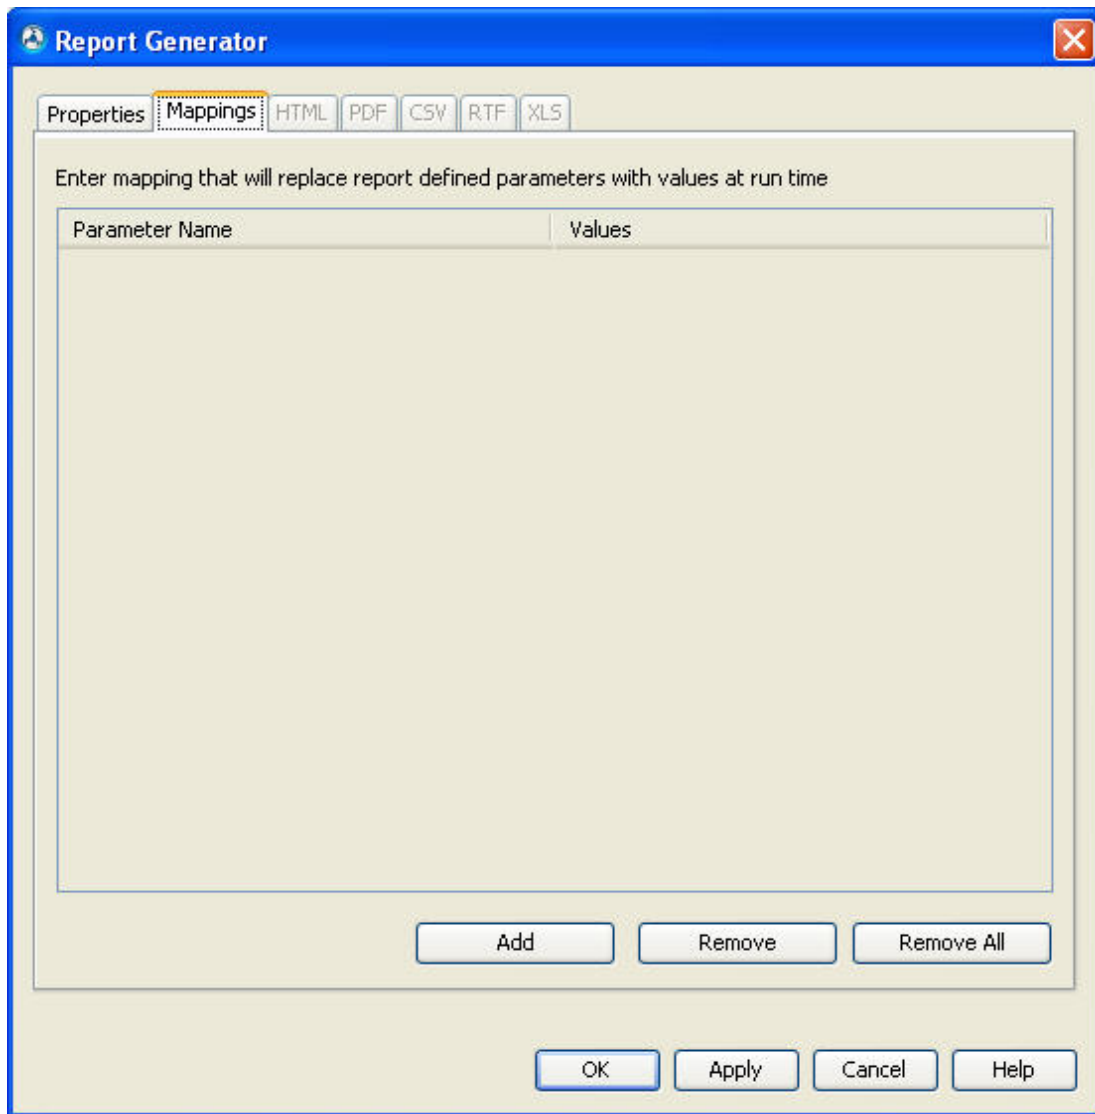 Report Generator
Properties Mappings HTML PDF CSV RTF XLS
Enter mapping that will replace report defined parameters with values at run time
Parameter Name Values
Add Remove Remove All
OK Apply Cancel Help